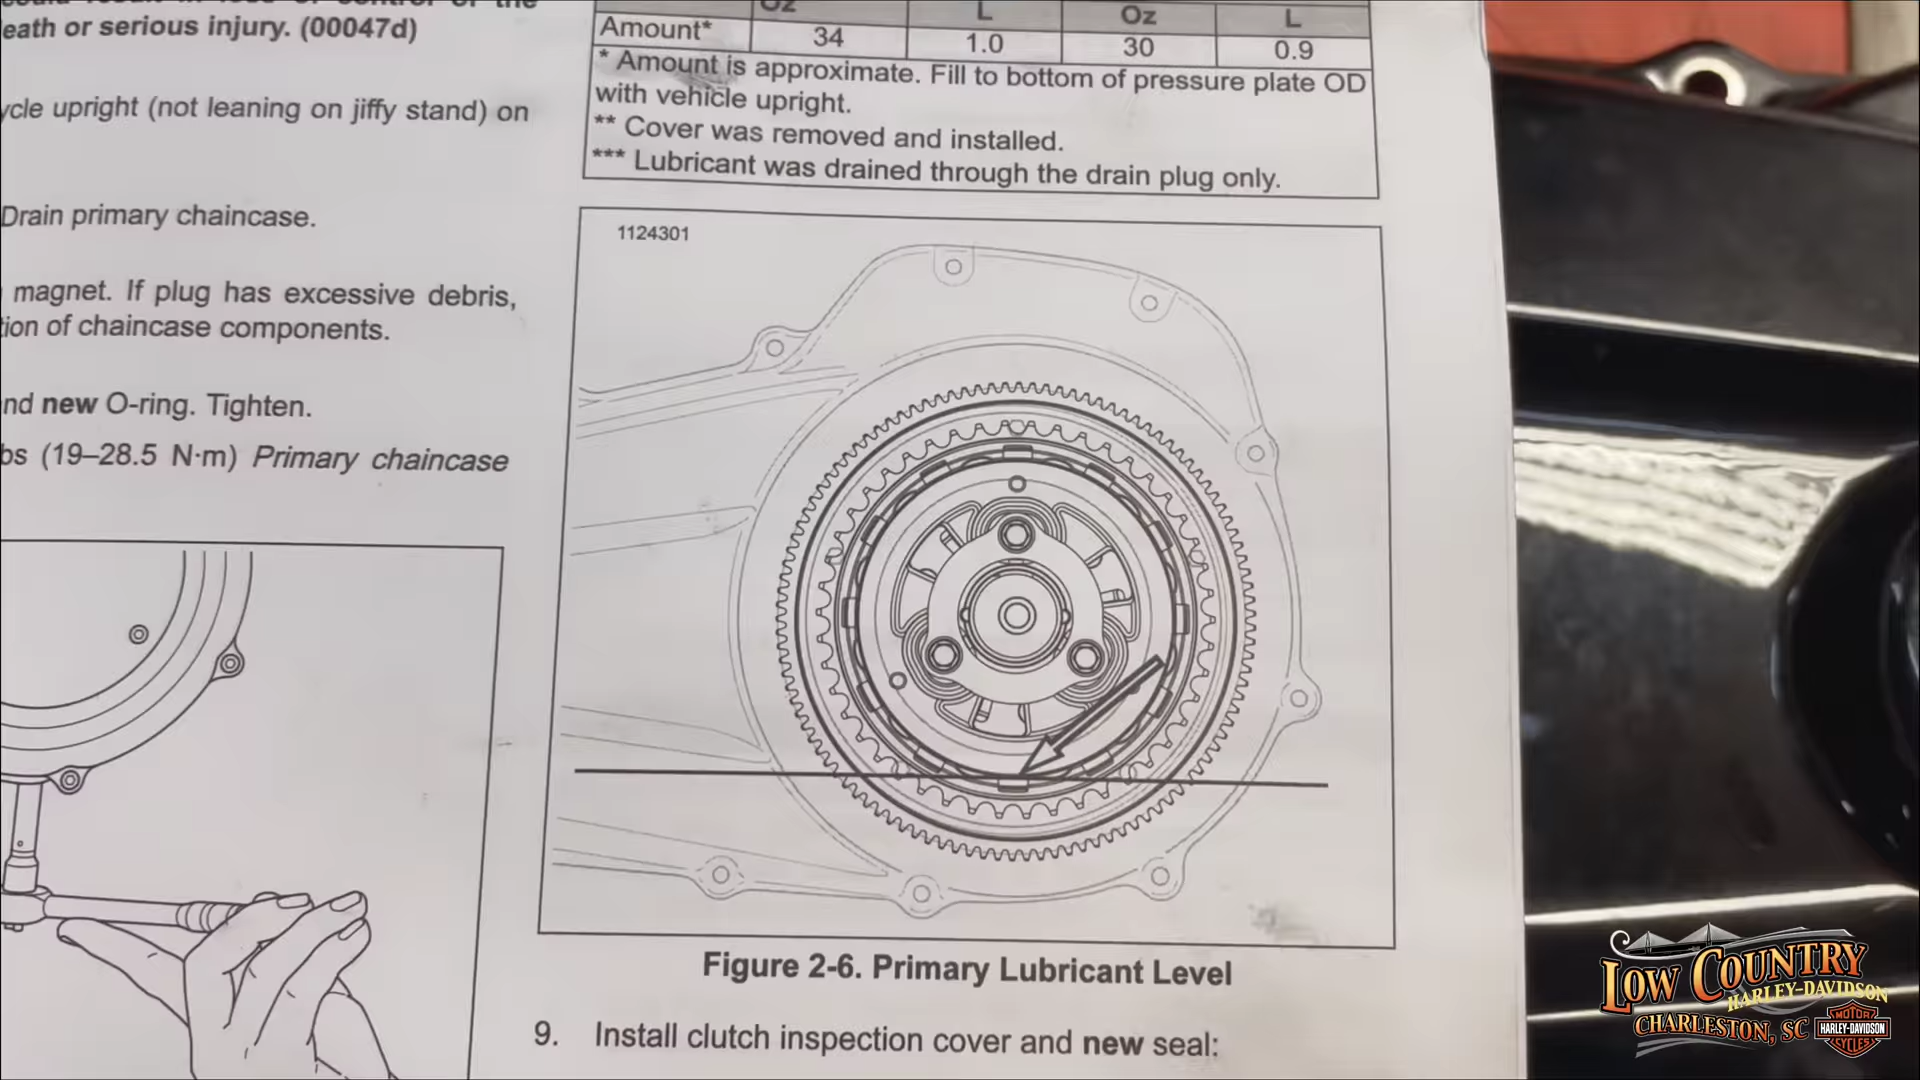 eath or serious injury. (00047d)
ycle upright (not leaning on jiffy stand) on
Drain primary chaincase.
magnet. If plug has excessive debris,
tion of chaincase components.
nd new O-ring. Tighten.
bs (19–28.5 N·m) Primary chaincase
Oz L Oz L
Amount* 34 1.0 30 0.9
* Amount is approximate. Fill to bottom of pressure plate OD
with vehicle upright.
** Cover was removed and installed.
*** Lubricant was drained through the drain plug only.
1124301
Figure 2-6. Primary Lubricant Level
9. Install clutch inspection cover and new seal:
LOW COUNTRY
HARLEY-DAVIDSON
CHARLESTON, SC
MOTOR
HARLEY-DAVIDSON
CYCLES